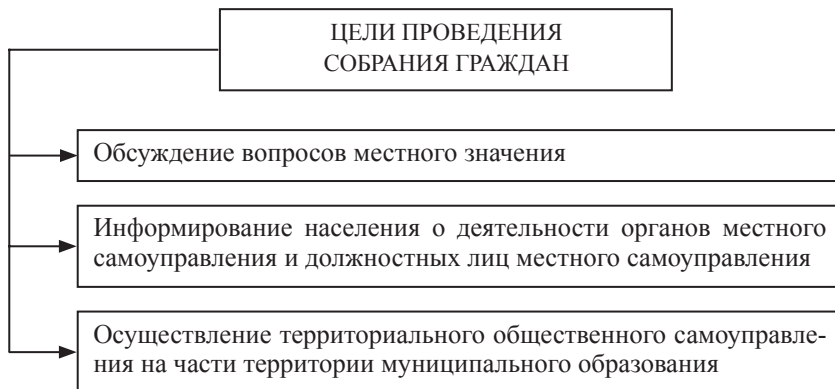 ЦЕЛИ ПРОВЕДЕНИЯ
СОБРАНИЯ ГРАЖДАН
Обсуждение вопросов местного значения
Информирование населения о деятельности органов местного
самоуправления и должностных лиц местного самоуправления
Осуществление территориального общественного самоуправле-
ния на части территории муниципального образования